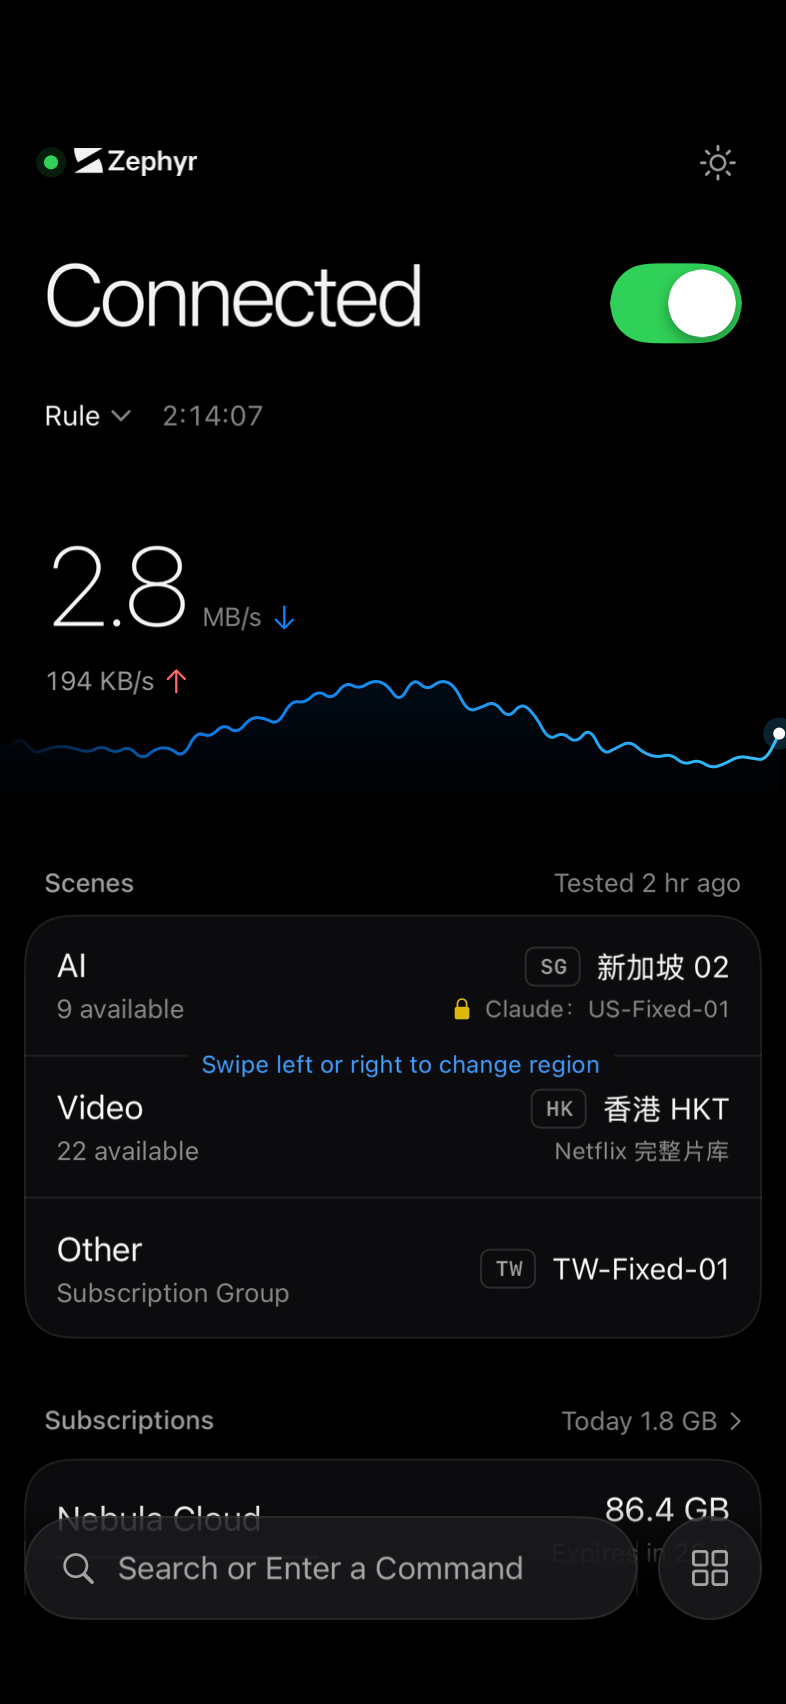 Zephyr
Connected
Rule 2:14:07
2.8 MB/s ↓
194 KB/s ↑
Scenes Tested 2 hr ago
AI SG 新加坡 02
9 available Claude: US-Fixed-01
Swipe left or right to change region
Video HK 香港 HKT
22 available Netflix 完整片库
Other TW TW-Fixed-01
Subscription Group
Subscriptions Today 1.8 GB
Nebula Cloud 86.4 GB
Expires in
Search or Enter a Command